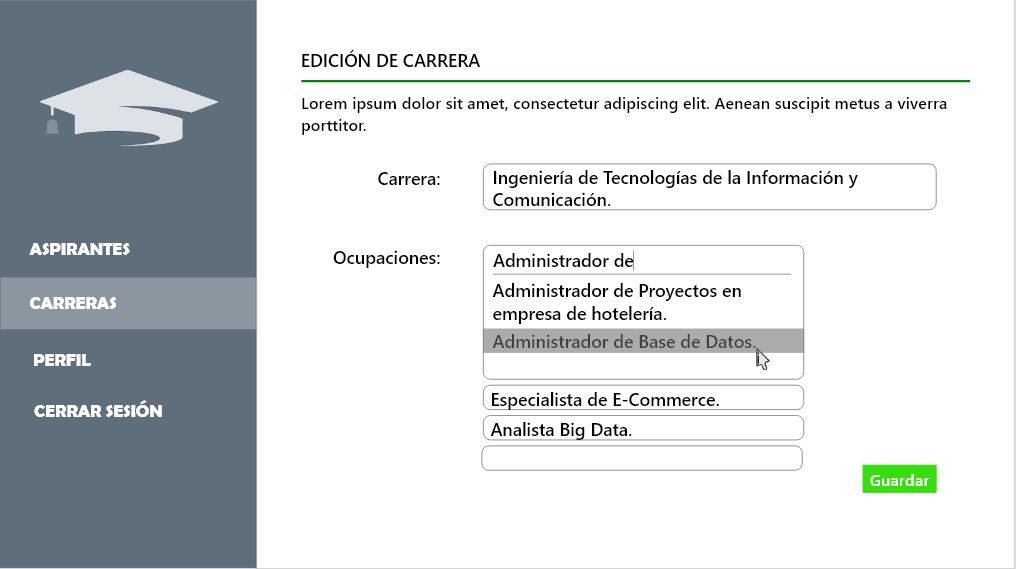 EDICIÓN DE CARRERA
Lorem ipsum dolor sit amet, consectetur adipiscing elit. Aenean suscipit metus a viverra
porttitor.
Carrera:
Ingeniería de Tecnologías de la Información y
Comunicación.
Ocupaciones:
Administrador de
Administrador de Proyectos en
empresa de hotelería.
Administrador de Base de Datos.
Especialista de E-Commerce.
Analista Big Data.
Guardar
ASPIRANTES
CARRERAS
PERFIL
CERRAR SESIÓN